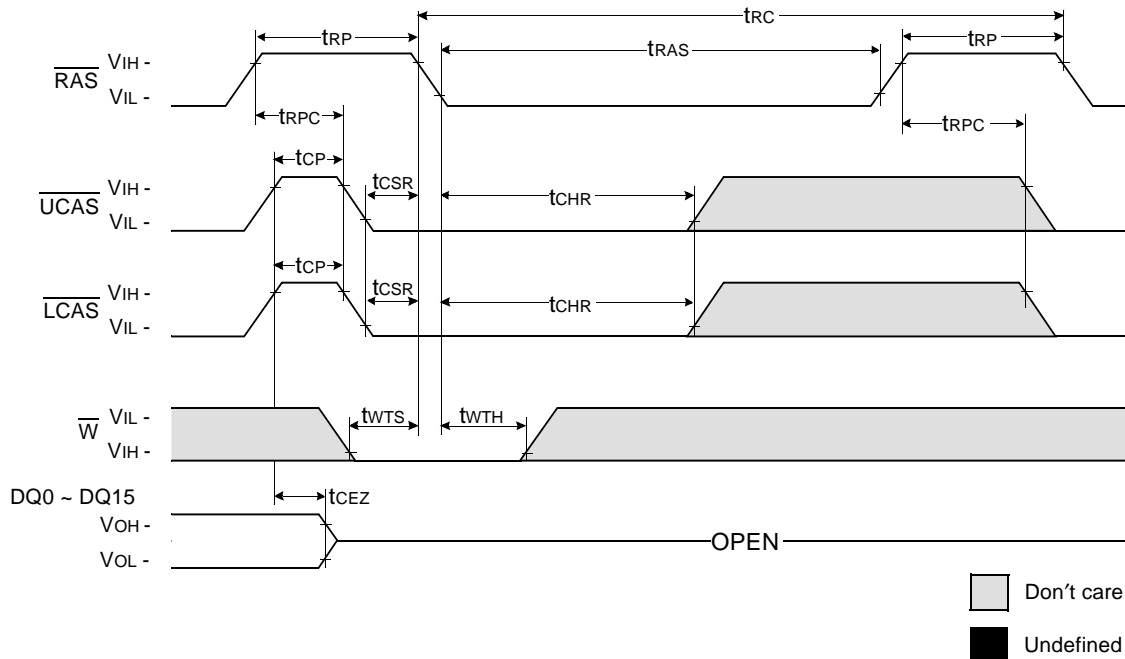 tRC
tRP
tRAS
tRP
RAS
VIH -
VIL -
tRPC
tRPC
tCP
tCSR
tCHR
UCAS
VIH -
VIL -
tCP
tCSR
tCHR
LCAS
VIH -
VIL -
tWTS
tWTH
W
VIL -
VIH -
DQ0 ~ DQ15
tCEZ
VOH -
VOL -
OPEN
Don′t care
Undefined